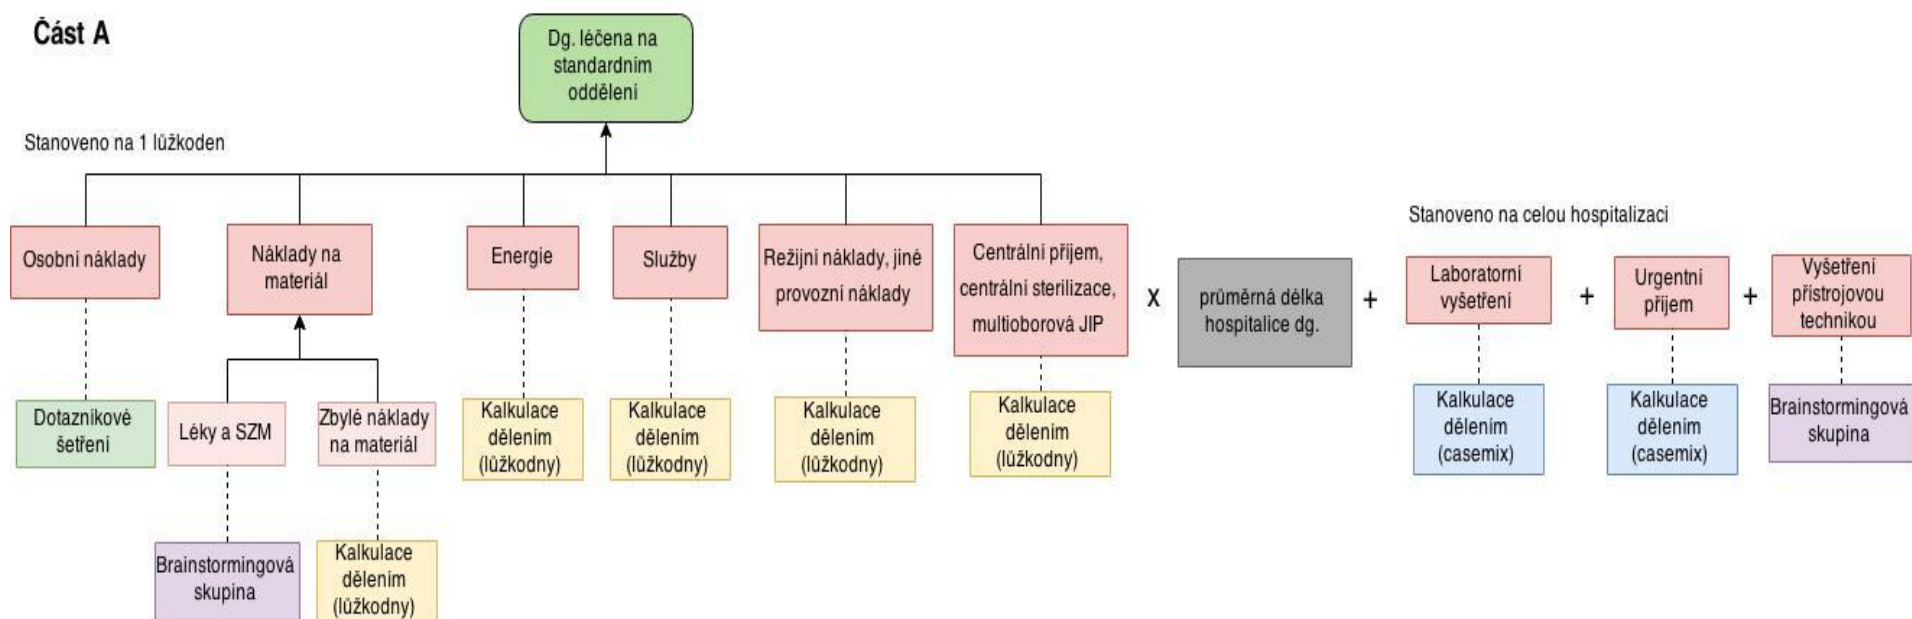 Část A
Dg. léčena na
standardním
oddělení
Stanoveno na 1 lůžkoden
Stanoveno na celou hospitalizaci
Osobní náklady
Náklady na
materiál
Energie
Služby
Režijní náklady, jiné
provozní náklady
Centrální příjem,
centrální sterilizace,
multioborová JIP
x
průměrná délka
hospitalice dg.
+
Laboratorní
vyšetření
+
Urgentní
příjem
+
Vyšetření
přístrojovou
technikou
Dotazníkové
šetření
Léky a SZM
Zbylé náklady
na materiál
Kalkulace
dělením
(lůžkodny)
Kalkulace
dělením
(lůžkodny)
Kalkulace
dělením
(lůžkodny)
Kalkulace
dělením
(lůžkodny)
Kalkulace
dělením
(casemix)
Kalkulace
dělením
(casemix)
Brainstormingová
skupina
Brainstormingová
skupina
Kalkulace
dělením
(lůžkodny)